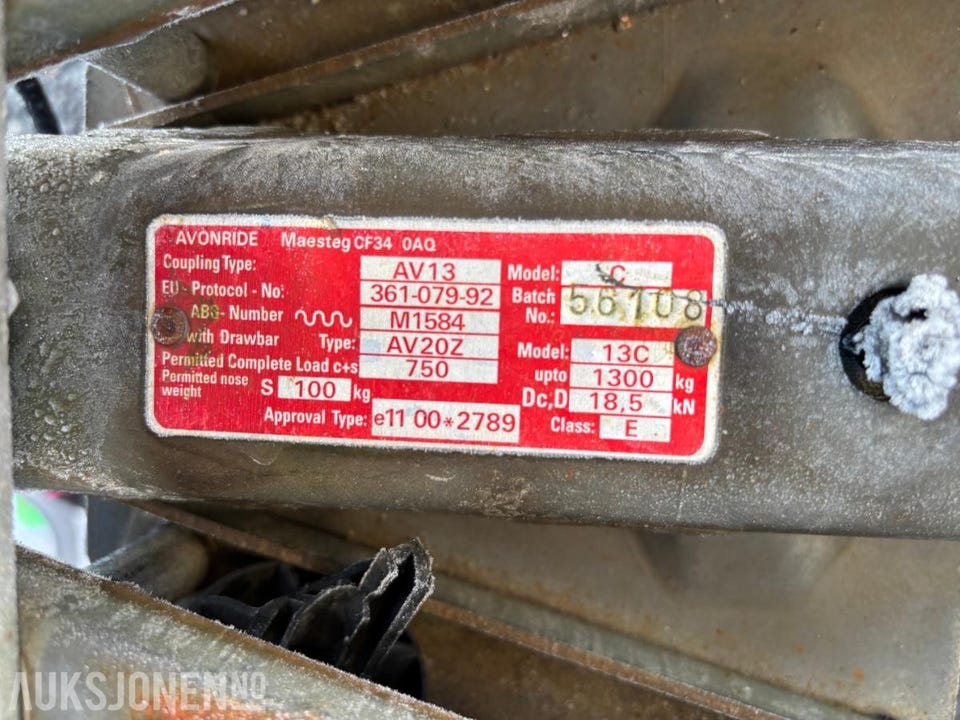 AVONRIDE Maesteg CF34 0AQ
Coupling Type: AV13 Model: C
EU - Protocol - No: 361-079-92 Batch No.: 56108
ABG - Number M1584
with Drawbar Type: AV20Z Model: 13C
Permitted Complete Load c+s 750 upto 1300 kg
Permitted nose weight S 100 kg Dc,D 18,5 kN
Approval Type: e11 00*2789 Class: E
AUKSJONEN.NO